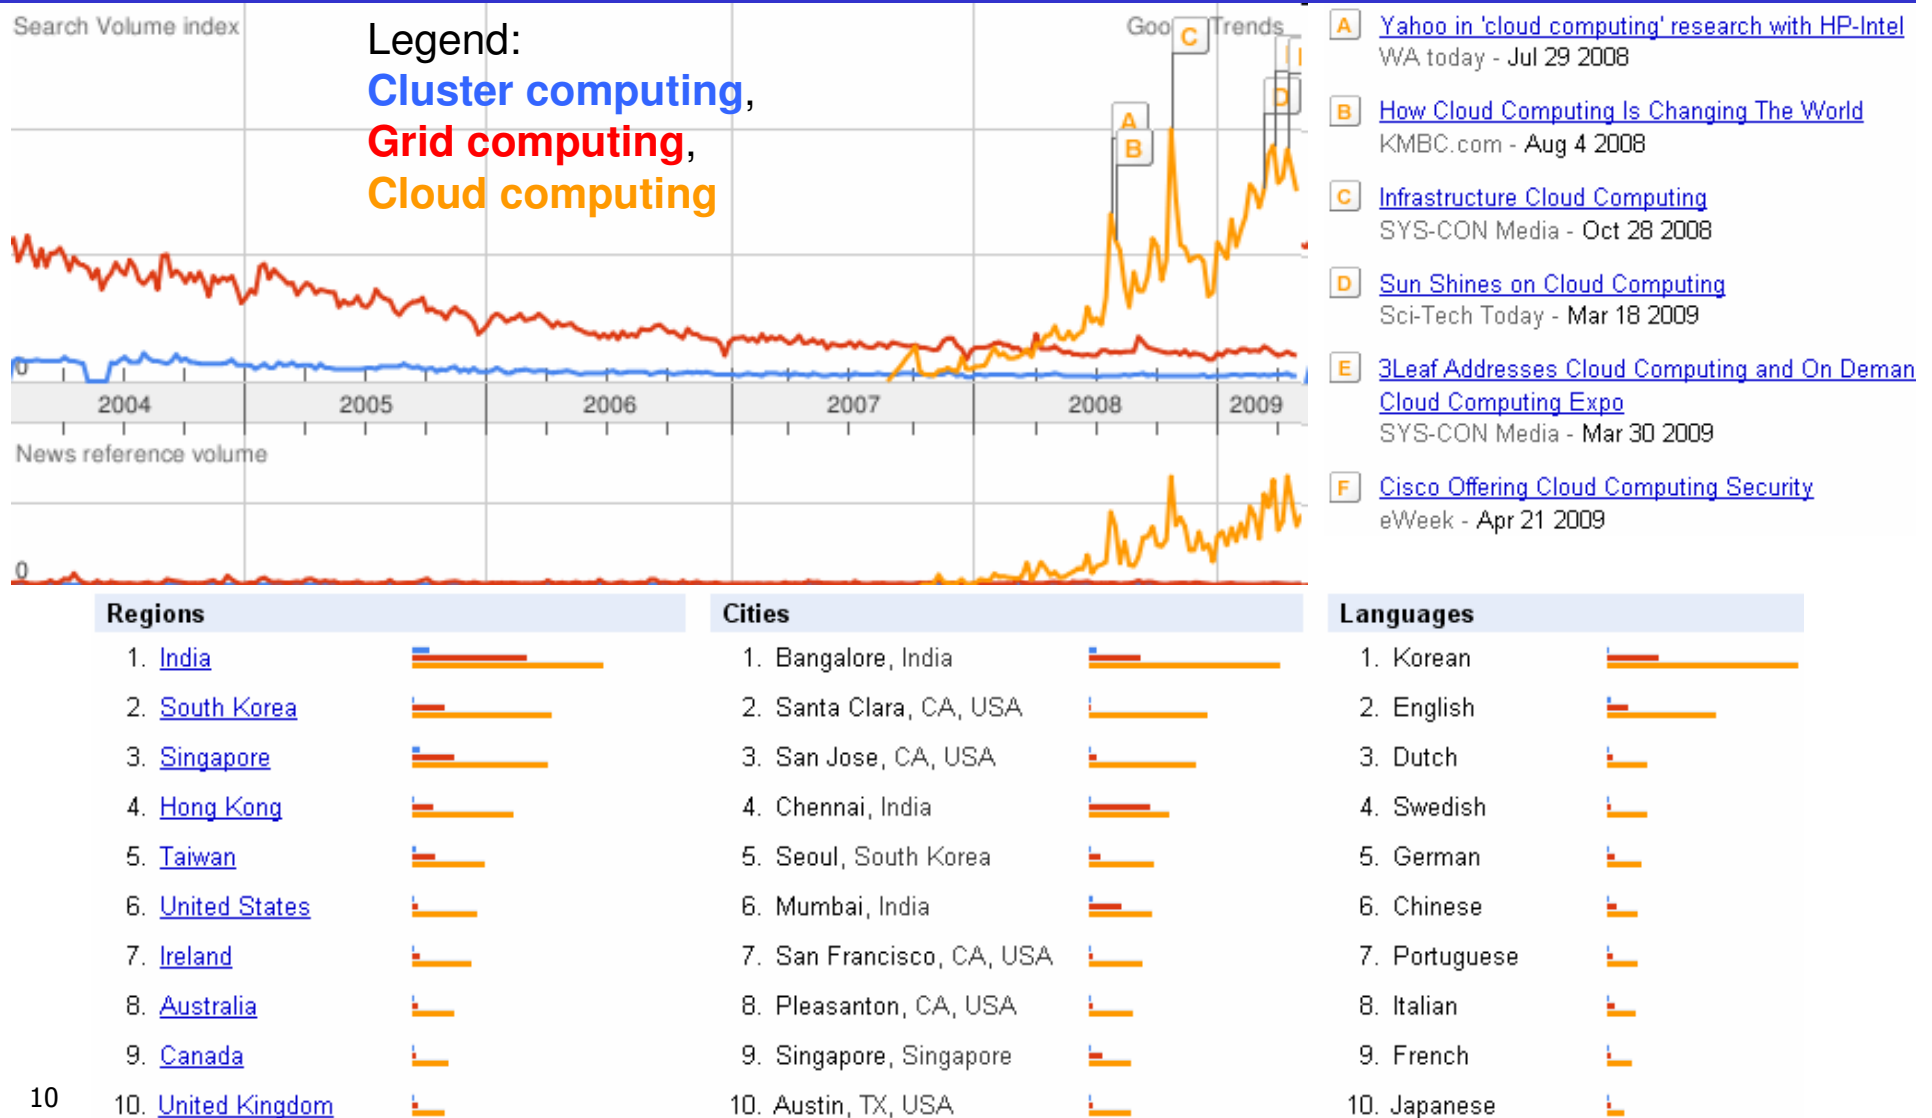 Search Volume index
Google Trends
Legend:
Cluster computing,
Grid computing,
Cloud computing
A
B
C
D
0
2004 2005 2006 2007 2008 2009
News reference volume
0
A Yahoo in 'cloud computing' research with HP-Intel
WA today - Jul 29 2008
B How Cloud Computing Is Changing The World
KMBC.com - Aug 4 2008
C Infrastructure Cloud Computing
SYS-CON Media - Oct 28 2008
D Sun Shines on Cloud Computing
Sci-Tech Today - Mar 18 2009
E 3Leaf Addresses Cloud Computing and On Deman
Cloud Computing Expo
SYS-CON Media - Mar 30 2009
F Cisco Offering Cloud Computing Security
eWeek - Apr 21 2009
Regions
1. India
2. South Korea
3. Singapore
4. Hong Kong
5. Taiwan
6. United States
7. Ireland
8. Australia
9. Canada
10. United Kingdom
Cities
1. Bangalore, India
2. Santa Clara, CA, USA
3. San Jose, CA, USA
4. Chennai, India
5. Seoul, South Korea
6. Mumbai, India
7. San Francisco, CA, USA
8. Pleasanton, CA, USA
9. Singapore, Singapore
10. Austin, TX, USA
Languages
1. Korean
2. English
3. Dutch
4. Swedish
5. German
6. Chinese
7. Portuguese
8. Italian
9. French
10. Japanese
10